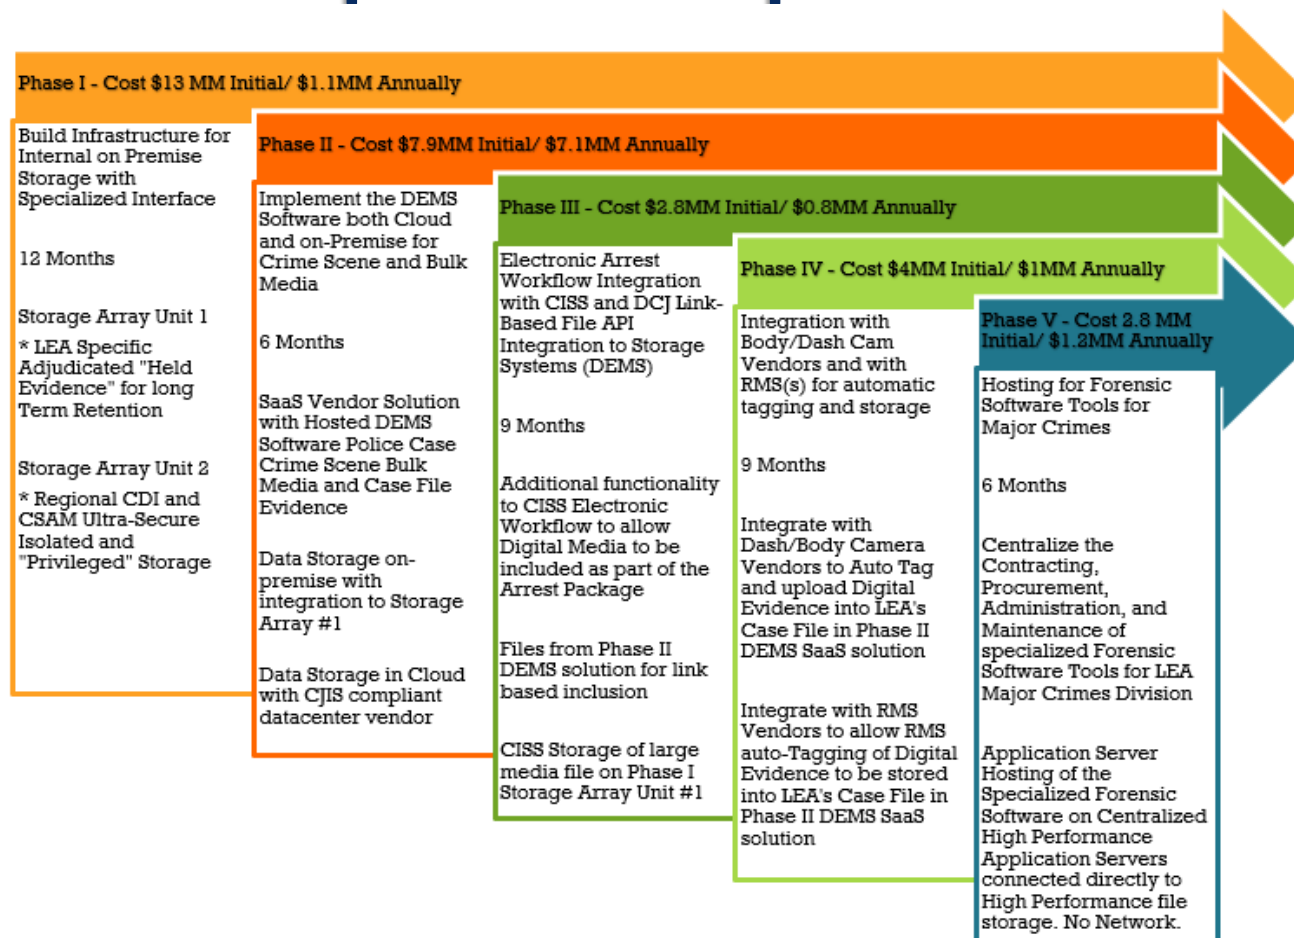 Phase I - Cost $13 MM Initial/ $1.1MM Annually
Build Infrastructure for
Internal on Premise
Storage with
Specialized Interface
12 Months
Storage Array Unit 1
* LEA Specific
Adjudicated "Held
Evidence" for long
Term Retention
Storage Array Unit 2
* Regional CDI and
CSAM Ultra-Secure
Isolated and
"Privileged" Storage
Phase II - Cost $7.9MM Initial/ $7.1MM Annually
Implement the DEMS
Software both Cloud
and on-Premise for
Crime Scene and Bulk
Media
6 Months
SaaS Vendor Solution
with Hosted DEMS
Software Police Case
Crime Scene Bulk
Media and Case File
Evidence
Data Storage on-
premise with
integration to Storage
Array #1
Data Storage in Cloud
with CJIS compliant
datacenter vendor
Phase III - Cost $2.8MM Initial/ $0.8MM Annually
Electronic Arrest
Workflow Integration
with CISS and DCJ Link-
Based File API
Integration to Storage
Systems (DEMS)
9 Months
Additional functionality
to CISS Electronic
Workflow to allow
Digital Media to be
included as part of the
Arrest Package
Files from Phase II
DEMS solution for link
based inclusion
CISS Storage of large
media file on Phase I
Storage Array Unit #1
Phase IV - Cost $4MM Initial/ $1MM Annually
Integration with
Body/Dash Cam
Vendors and with
RMS(s) for automatic
tagging and storage
9 Months
Integrate with
Dash/Body Camera
Vendors to Auto Tag
and upload Digital
Evidence into LEA's
Case File in Phase II
DEMS SaaS solution
Integrate with RMS
Vendors to allow RMS
auto-Tagging of Digital
Evidence to be stored
into LEA's Case File in
Phase II DEMS SaaS
solution
Phase V - Cost 2.8 MM
Initial/ $1.2MM Annually
Hosting for Forensic
Software Tools for
Major Crimes
6 Months
Centralize the
Contracting,
Procurement,
Administration, and
Maintenance of
specialized Forensic
Software Tools for LEA
Major Crimes Division
Application Server
Hosting of the
Specialized Forensic
Software on Centralized
High Performance
Application Servers
connected directly to
High Performance file
storage. No Network.